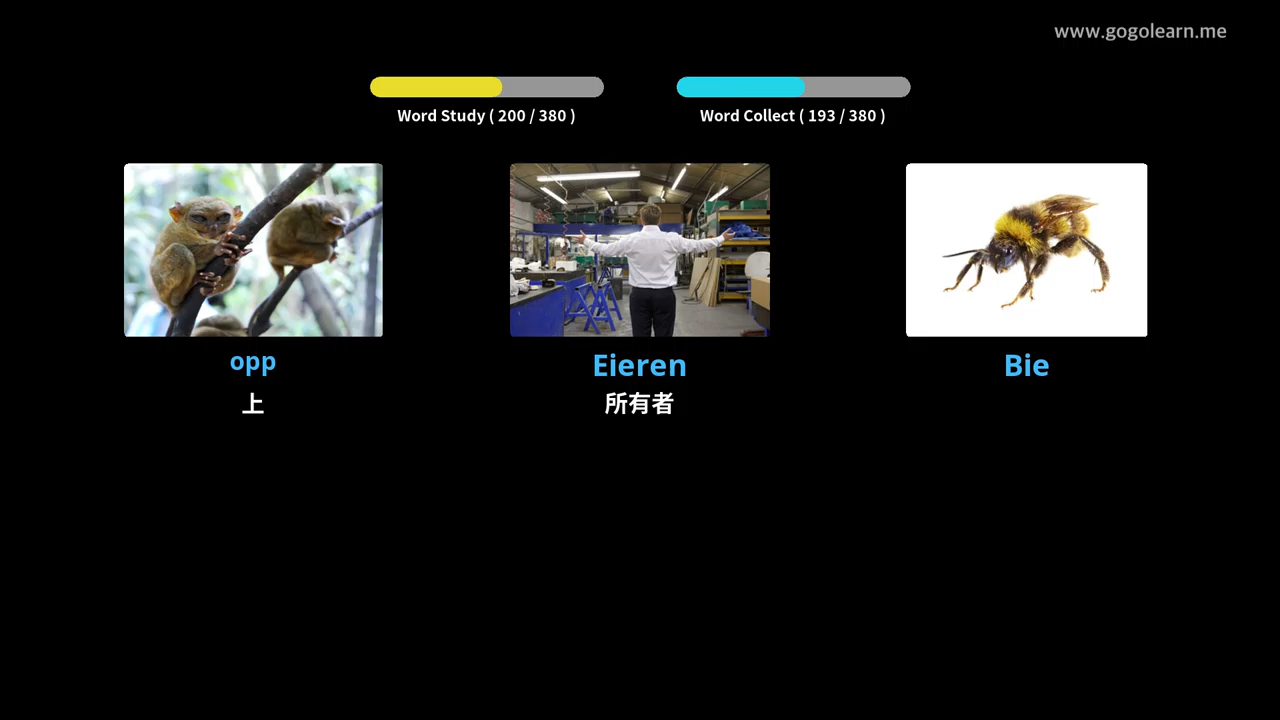 www.gogolearn.me
Word Study ( 200 / 380 )
Word Collect ( 193 / 380 )
opp
上
Eieren
所有者
Bie